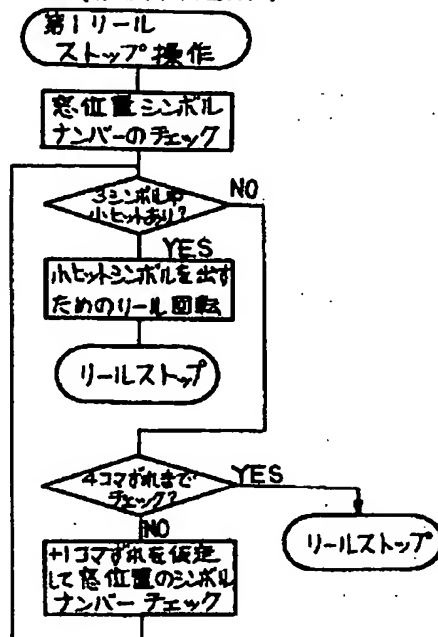 第1リール
ストップ操作
窓位置シンボル
ナンバーのチェック
3シンボル中
小ヒットあり?
NO
YES
小ヒットシンボルを出す
ためのリール回転
リールストップ
4コマずれまで
チェック?
YES
NO
リールストップ
+1コマずれを仮定
して窓位置のシンボル
ナンバーチェック